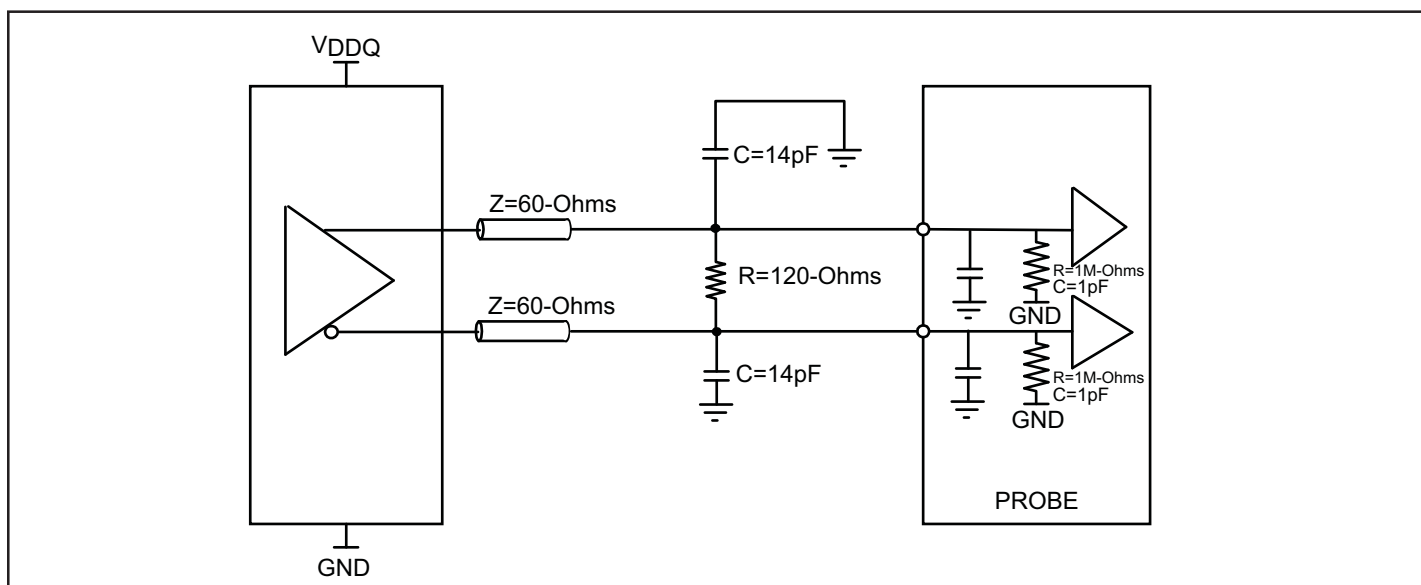 VDDQ
C=14pF
Z=60-Ohms
R=120-Ohms
R=1M-Ohms
C=1pF
GND
Z=60-Ohms
C=14pF
R=1M-Ohms
C=1pF
GND
PROBE
GND